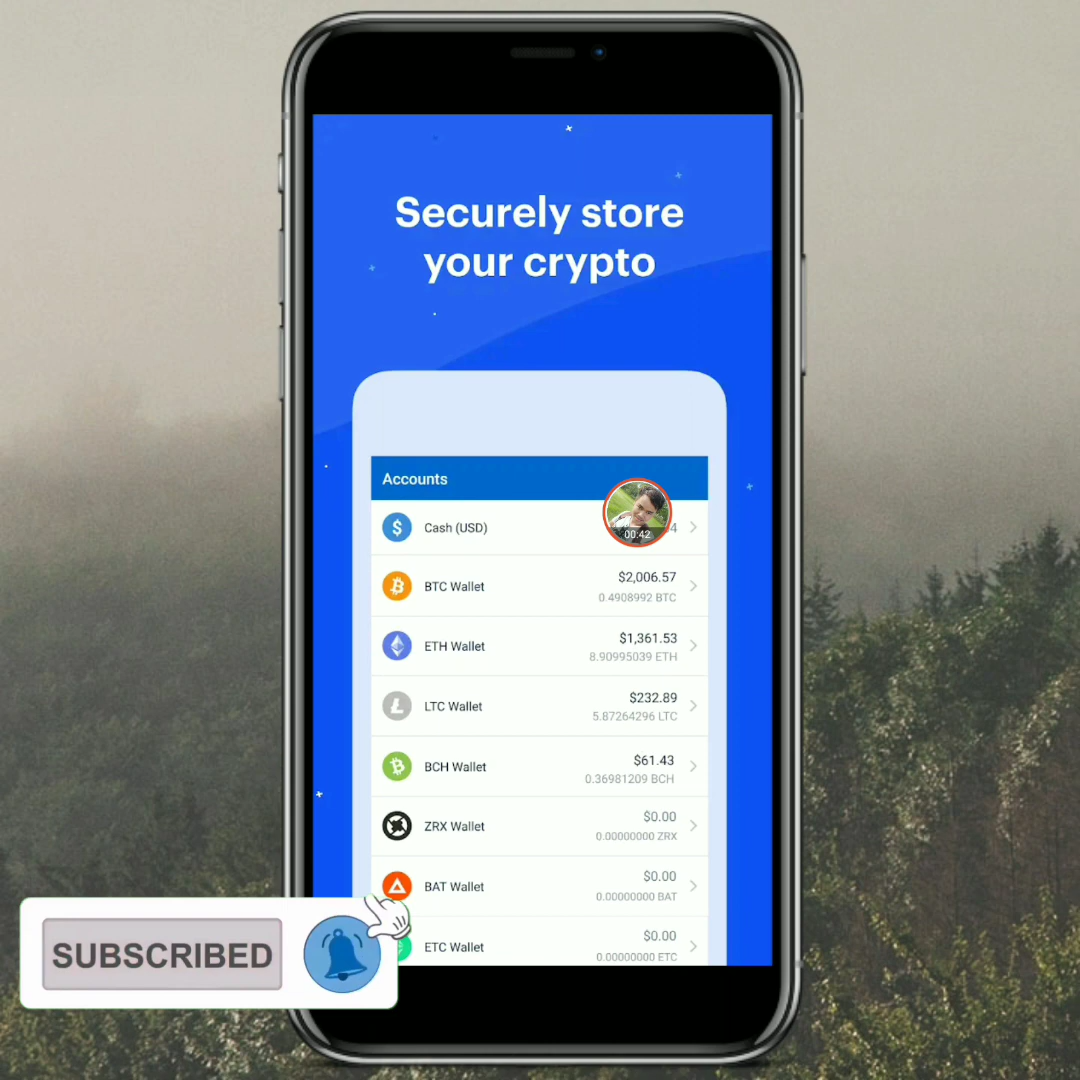 Securely store
your crypto
Accounts
Cash (USD)
4
00:42
BTC Wallet
$2,006.57
0.4908992 BTC
ETH Wallet
$1,361.53
8.90995039 ETH
LTC Wallet
$232.89
5.87264296 LTC
BCH Wallet
$61.43
0.36981209 BCH
ZRX Wallet
$0.00
0.00000000 ZRX
BAT Wallet
$0.00
0.00000000 BAT
ETC Wallet
$0.00
0.00000000 ETC
SUBSCRIBED